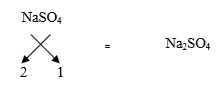 NaSO₄
= Na₂SO₄
2 1